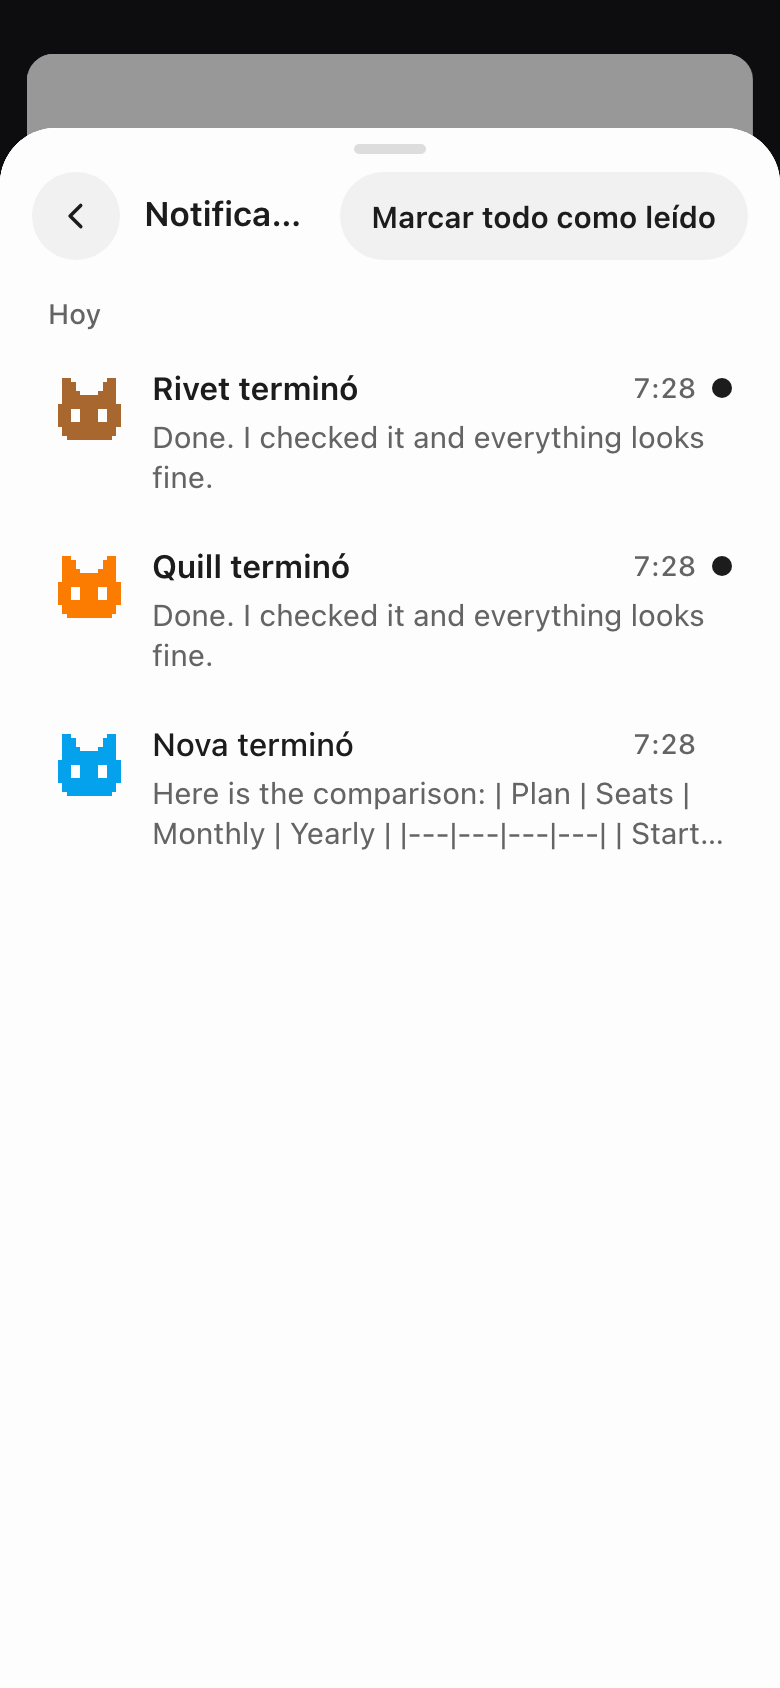 Notifica...
Marcar todo como leído
Hoy
Rivet terminó
7:28
Done. I checked it and everything looks
fine.
Quill terminó
7:28
Done. I checked it and everything looks
fine.
Nova terminó
7:28
Here is the comparison: | Plan | Seats |
Monthly | Yearly | |---|---|---|---| | Start...